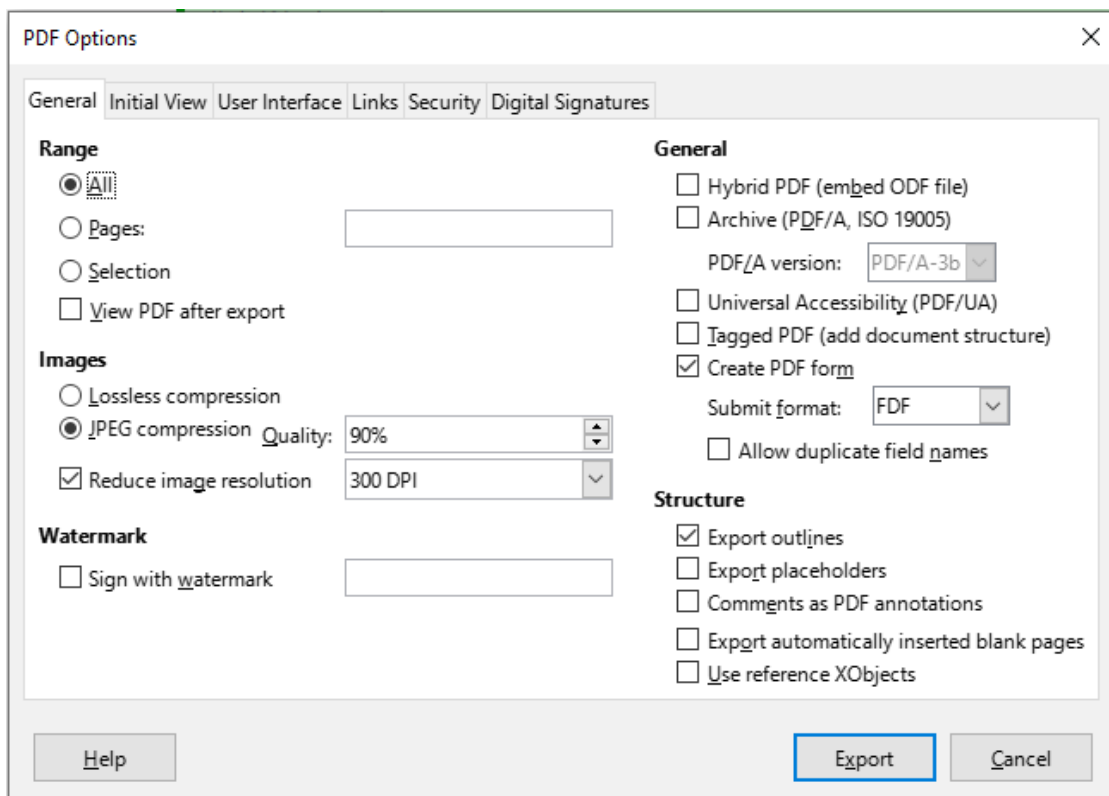 PDF Options
General Initial View User Interface Links Security Digital Signatures
Range
All
Pages:
Selection
View PDF after export
Images
Lossless compression
JPEG compression Quality: 90%
Reduce image resolution 300 DPI
Watermark
Sign with watermark
General
Hybrid PDF (embed ODF file)
Archive (PDF/A, ISO 19005)
PDF/A version: PDF/A-3b
Universal Accessibility (PDF/UA)
Tagged PDF (add document structure)
Create PDF form
Submit format: FDF
Allow duplicate field names
Structure
Export outlines
Export placeholders
Comments as PDF annotations
Export automatically inserted blank pages
Use reference XObjects
Help Export Cancel